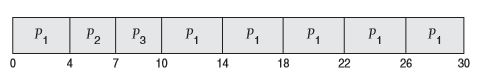 P₁ P₂ P₃ P₁ P₁ P₁ P₁ P₁
0 4 7 10 14 18 22 26 30